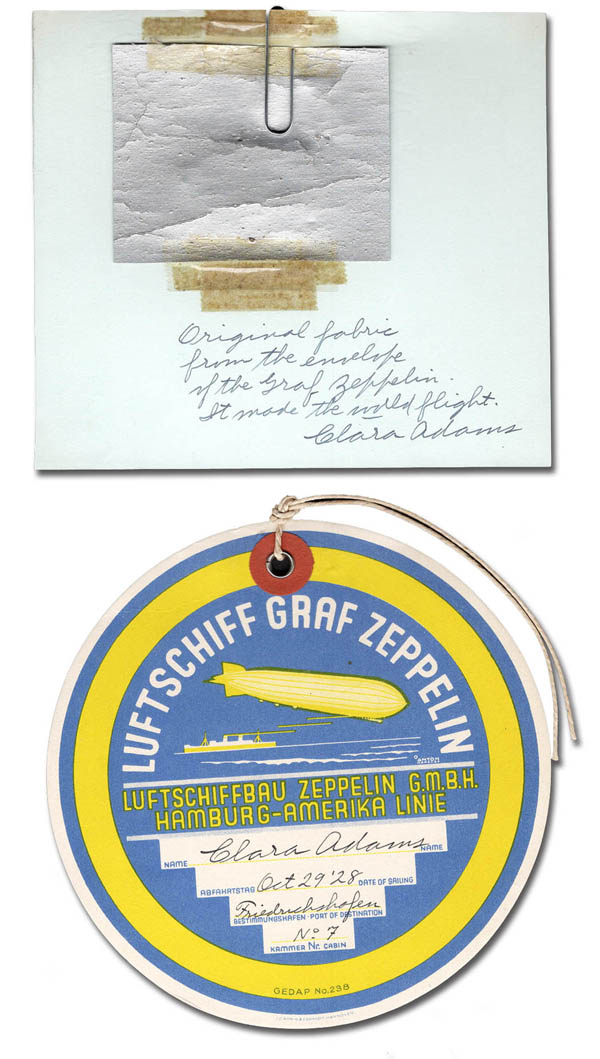 Original fabric
from the envelope
of the Graf Zeppelin.
It made the world flight.
Clara Adams
LUFTSCHIFF GRAF ZEPPELIN
ANTON
LUFTSCHIFFBAU ZEPPELIN G.M.B.H.
HAMBURG-AMERIKA LINIE
NAME Clara Adams NAME
ABFAHRTSTAG Oct 29 '28 DATE OF SAILING
Friedrichshafen
BESTIMMUNGSHAFEN · PORT OF DESTINATION
No 7
KAMMER Nr. CABIN
GEDAP No. 238